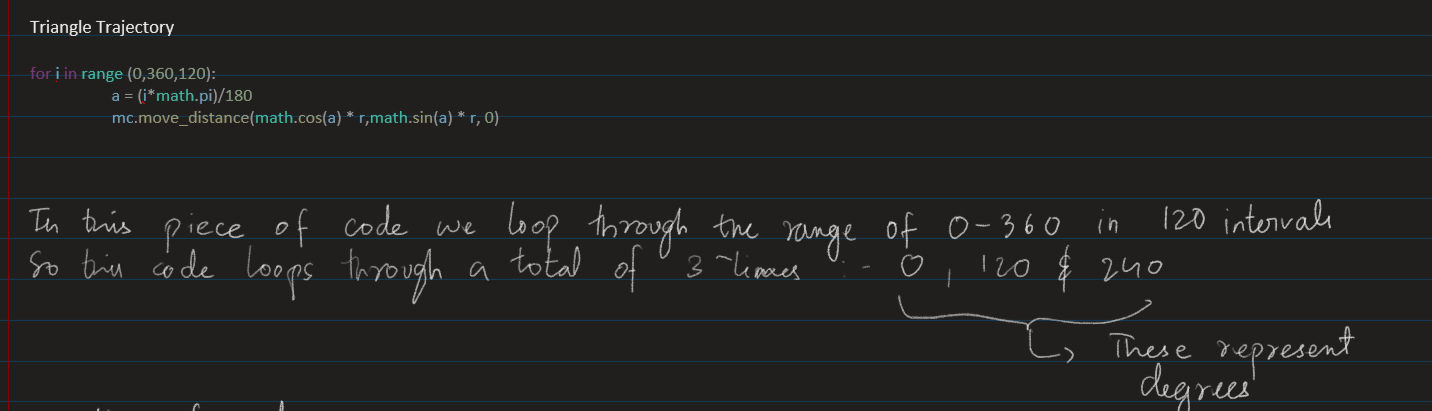 Triangle Trajectory
for i in range (0,360,120):
a = (i*math.pi)/180
mc.move_distance(math.cos(a) * r,math.sin(a) * r, 0)
In this piece of code we loop through the range of 0-360 in 120 intervals
So this code loops through a total of 3 times :- 0, 120 & 240
These represent
degrees